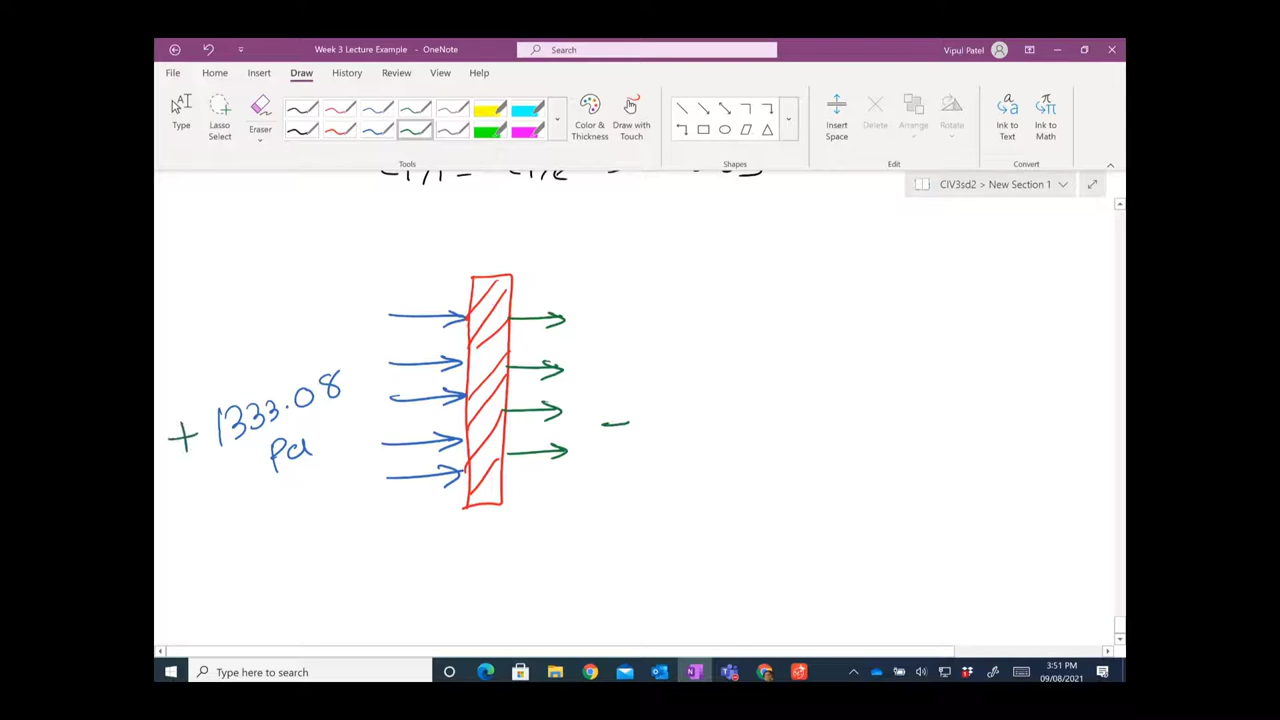 Week 3 Lecture Example - OneNote
Search
Vipul Patel
File Home Insert Draw History Review View Help
Type
Lasso Select
Eraser
Color & Thickness
Draw with Touch
Insert Space
Delete
Arrange
Rotate
Ink to Text
Ink to Math
Tools
Shapes
Edit
Convert
CIV3sd2 > New Section 1
+ 1333.08
Pa
-
Type here to search
3:51 PM
09/08/2021